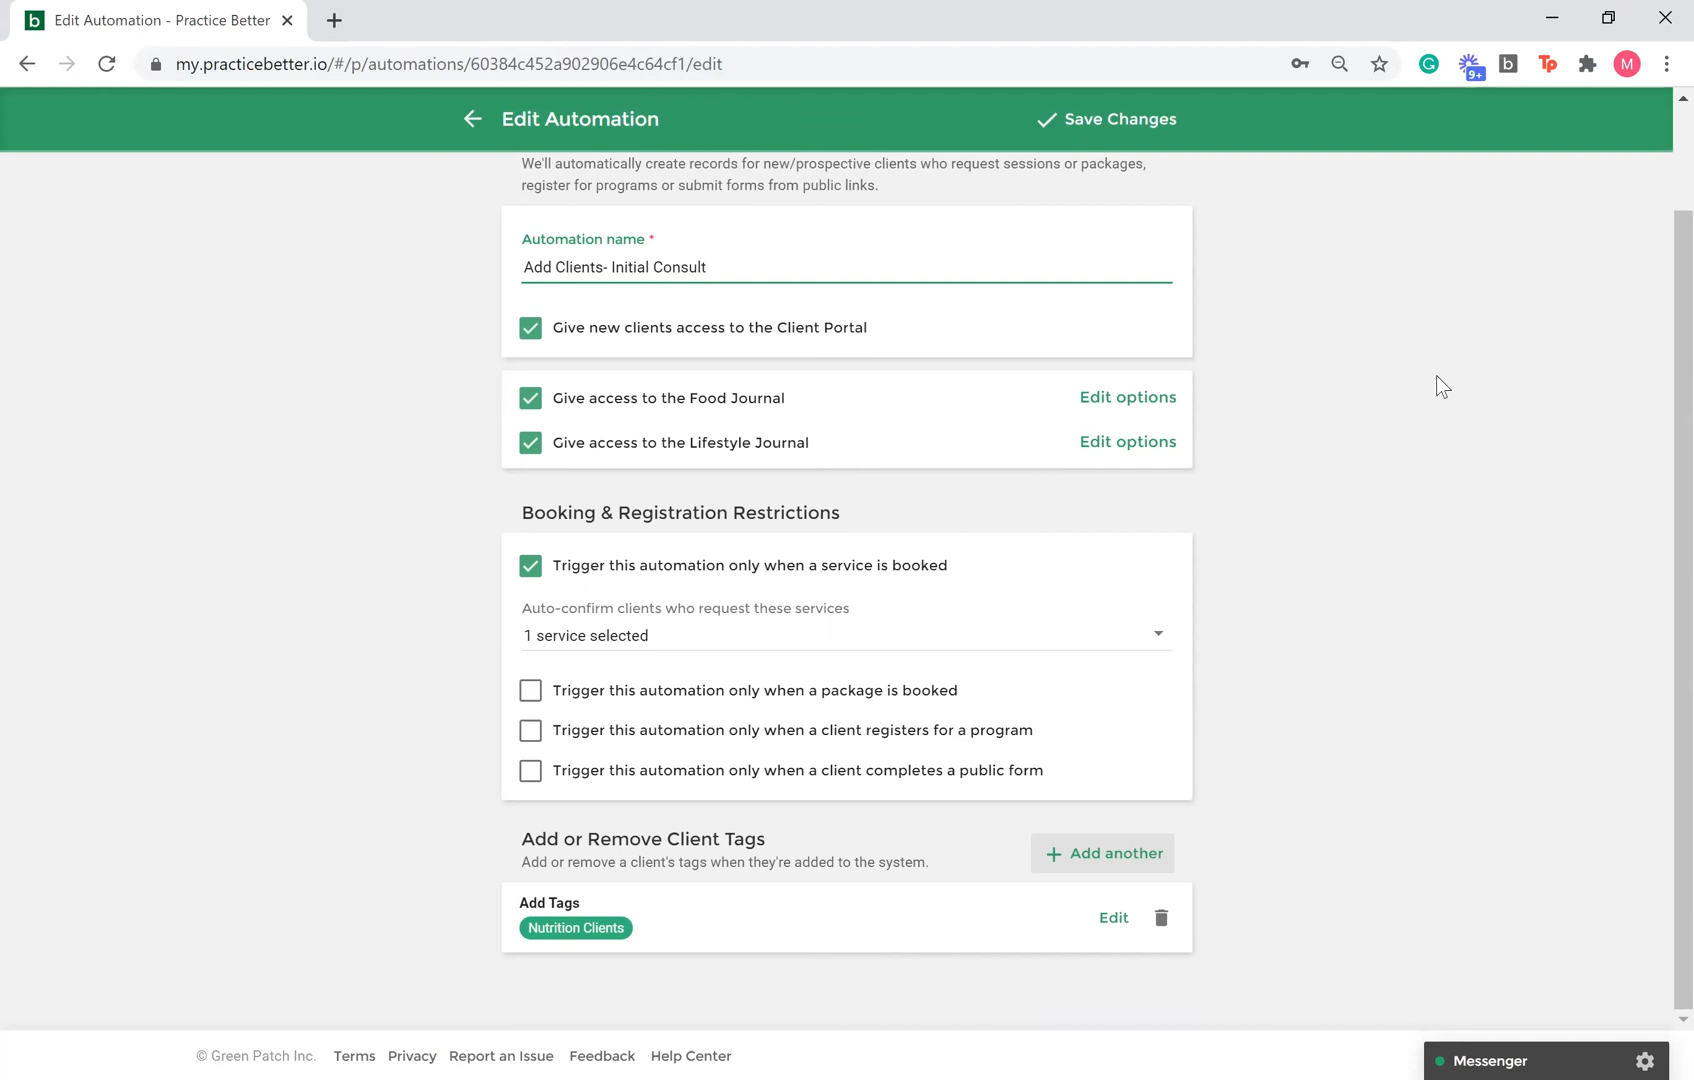 b Edit Automation - Practice Better
my.practicebetter.io/#/p/automations/60384c452a902906e4c64cf1/edit
G 9+ b Tp M
Edit Automation
Save Changes
We'll automatically create records for new/prospective clients who request sessions or packages,
register for programs or submit forms from public links.
Automation name *
Add Clients- Initial Consult
Give new clients access to the Client Portal
Give access to the Food Journal
Edit options
Give access to the Lifestyle Journal
Edit options
Booking & Registration Restrictions
Trigger this automation only when a service is booked
Auto-confirm clients who request these services
1 service selected
Trigger this automation only when a package is booked
Trigger this automation only when a client registers for a program
Trigger this automation only when a client completes a public form
Add or Remove Client Tags
Add or remove a client's tags when they're added to the system.
+ Add another
Add Tags
Nutrition Clients
Edit
© Green Patch Inc. Terms Privacy Report an Issue Feedback Help Center
Messenger